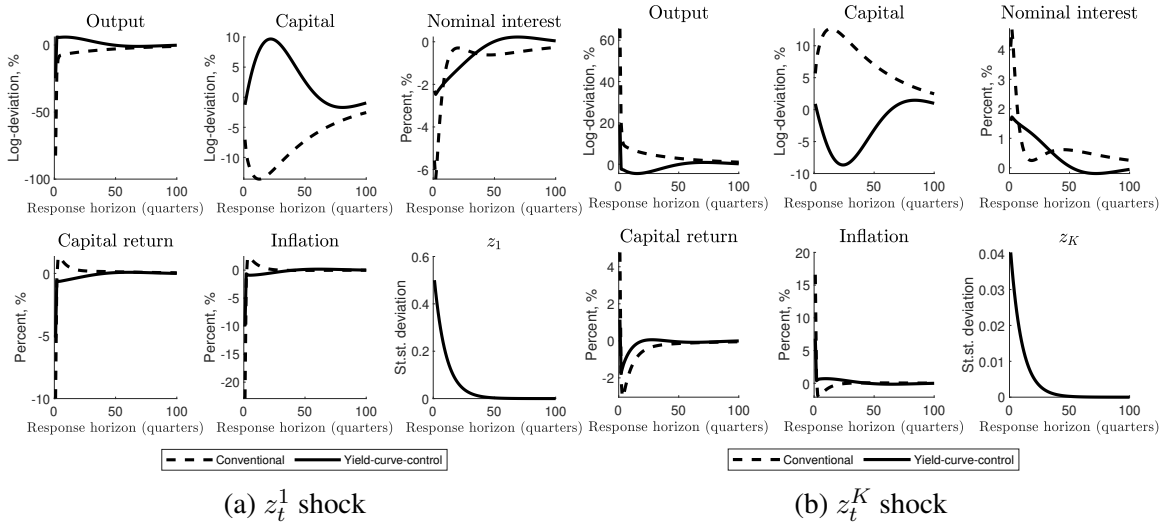 Output
Capital
Nominal interest
Output
Capital
Nominal interest
Log-deviation, %
0
-50
-100
0
50
100
Log-deviation, %
10
5
0
-5
-10
0
50
100
Percent, %
0
-2
-4
-6
0
50
100
Log-deviation, %
60
40
20
0
0
50
100
Log-deviation, %
10
5
0
-5
-10
0
50
100
Percent, %
4
3
2
1
0
0
50
100
Response horizon (quarters) Response horizon (quarters) Response horizon (quarters) Response horizon (quarters) Response horizon (quarters) Response horizon (quarters)
Capital return
Inflation
z_1
Capital return
Inflation
z_K
Percent, %
0
-5
-10
0
50
100
Percent, %
0
-5
-10
-15
-20
0
50
100
St.st. deviation
0.6
0.4
0.2
0
0
50
100
Percent, %
4
2
0
-2
0
50
100
Percent, %
20
15
10
5
0
0
50
100
St.st. deviation
0.04
0.03
0.02
0.01
0
0
50
100
Response horizon (quarters) Response horizon (quarters) Response horizon (quarters) Response horizon (quarters) Response horizon (quarters) Response horizon (quarters)
Conventional Yield-curve-control
Conventional Yield-curve-control
(a) z_t^1 shock
(b) z_t^K shock